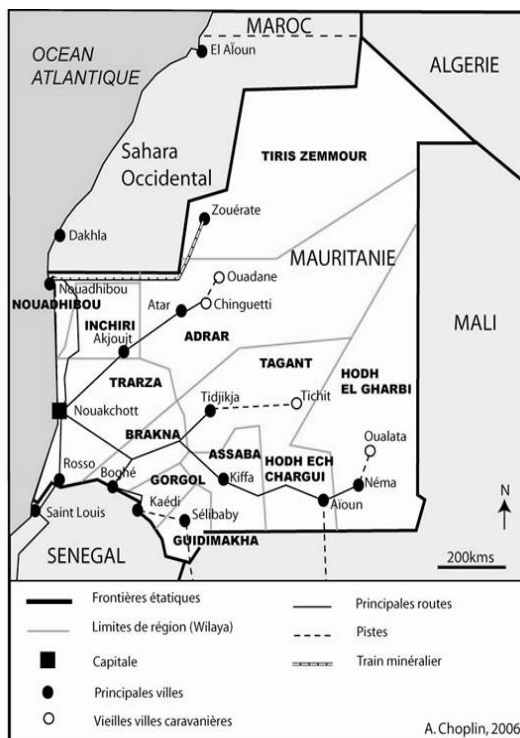 MAROC
OCEAN
ATLANTIQUE
El AÏoun
ALGERIE
Sahara
Occidental
TIRIS ZEMMOUR
Zouérate
Dakhla
MAURITANIE
Ouadane
Nouadhibou
NOUADHIBOU
Chinguetti
Atar
INCHIRI
ADRAR
MALI
Akjoujt
TAGANT
HODH
EL GHARBI
TRARZA
Tidjikja
Tichit
Nouakchott
BRAKNA
Oualata
ASSABA
HODH ECH
CHARGUI
Rosso
Boghé
GORGOL
Kiffa
Néma
Kaédi
Aïoun
Saint Louis
Sélibaby
GUIDIMAKHA
SENEGAL
200kms
N
Frontières étatiques
Limites de région (Wilaya)
Capitale
Principales villes
Vieilles villes caravanières
Principales routes
Pistes
Train minéralier
A. Choplin, 2006